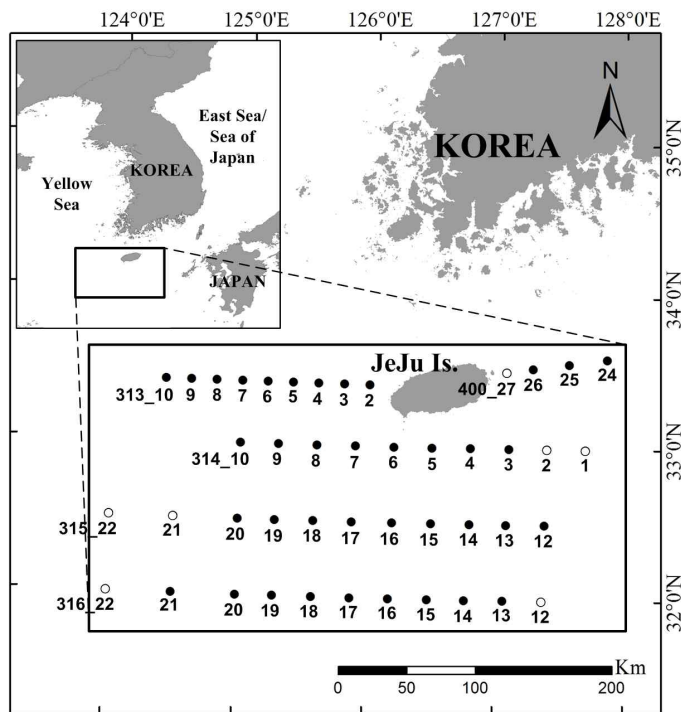 124°0'E 125°0'E 126°0'E 127°0'E 128°0'E
N
East Sea/
Sea of
Japan
KOREA
KOREA
Yellow
Sea
JAPAN
35°0'N
34°0'N
33°0'N
32°0'N
JeJu Is.
313_10 9 8 7 6 5 4 3 2
400_27 26 25 24
314_10 9 8 7 6 5 4 3 2 1
315_22 21 20 19 18 17 16 15 14 13 12
316_22 21 20 19 18 17 16 15 14 13 12
Km
0 50 100 200